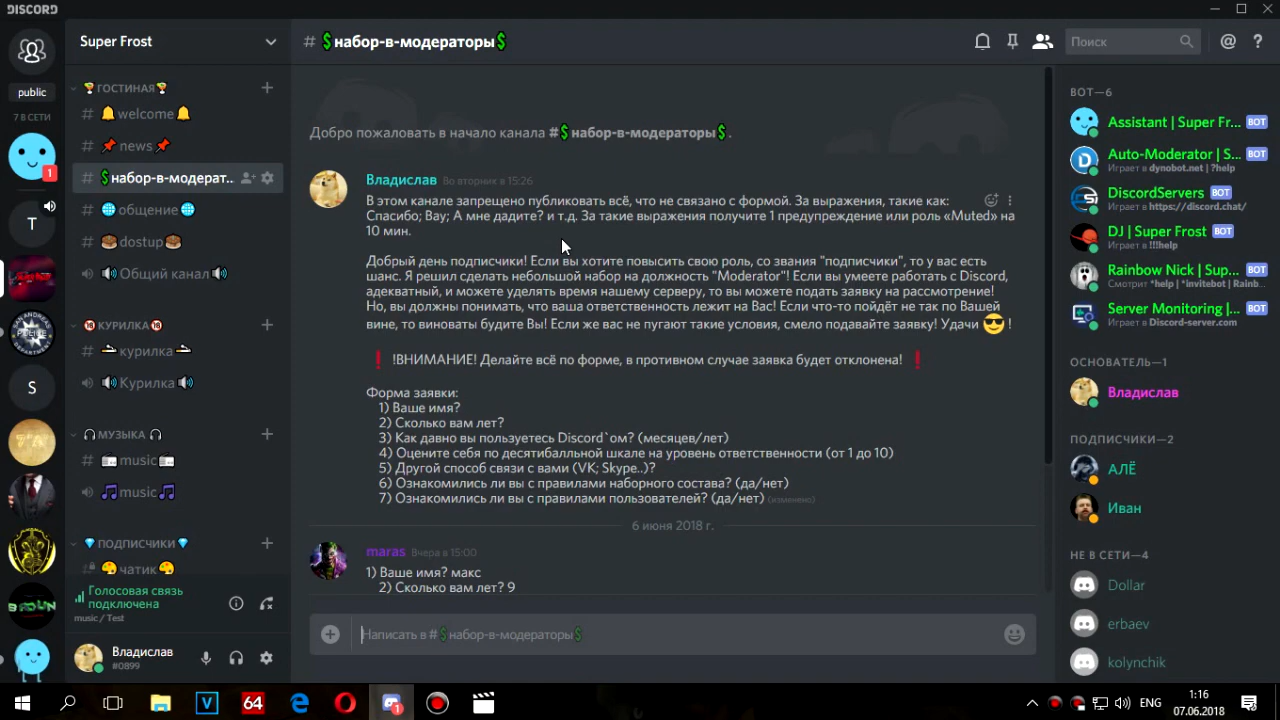 DISCORD
public
7 В СЕТИ
1
T
S
Super Frost
ГОСТИНАЯ
# welcome
# news
# $набор-в-модерат..
# общение
# dostup
Общий канал
КУРИЛКА
# курилка
Курилка
МУЗЫКА
# music
music
ПОДПИСЧИКИ
чатик
Голосовая связь
подключена
music / Test
Владислав
#0899
# $набор-в-модераторы$
Поиск
Добро пожаловать в начало канала #$набор-в-модераторы$.
Владислав Во вторник в 15:26
В этом канале запрещено публиковать всё, что не связано с формой. За выражения, такие как:
Спасибо; Вау; А мне дадите? и т.д. За такие выражения получите 1 предупреждение или роль «Muted» на
10 мин.
Добрый день подписчики! Если вы хотите повысить свою роль, со звания "подписчики", то у вас есть
шанс. Я решил сделать небольшой набор на должность "Moderator"! Если вы умеете работать с Discord,
адекватный, и можете уделять время нашему серверу, то вы можете подать заявку на рассмотрение!
Но, вы должны понимать, что ваша ответственность лежит на Вас! Если что-то пойдёт не так по Вашей
вине, то виноваты будите Вы! Если же вас не пугают такие условия, смело подавайте заявку! Удачи 😎 !
❗ !ВНИМАНИЕ! Делайте всё по форме, в противном случае заявка будет отклонена! ❗
Форма заявки:
1) Ваше имя?
2) Сколько вам лет?
3) Как давно вы пользуетесь Discord`ом? (месяцев/лет)
4) Оцените себя по десятибалльной шкале на уровень ответственности (от 1 до 10)
5) Другой способ связи с вами (VK; Skype..)?
6) Ознакомились ли вы с правилами наборного состава? (да/нет)
7) Ознакомились ли вы с правилами пользователей? (да/нет) (изменено)
6 июня 2018 г.
maras Вчера в 15:00
1) Ваше имя? макс
2) Сколько вам лет? 9
Написать в #$набор-в-модераторы$
БОТ—6
Assistant | Super Fr... БОТ
Auto-Moderator | S... БОТ
Играет в dynobot.net | ?help
DiscordServers БОТ
Играет в https://discord.chat/
DJ | Super Frost БОТ
Играет в !!!help
Rainbow Nick | Sup... БОТ
Смотрит *help | *invitebot | Rainb...
Server Monitoring |... БОТ
Играет в Discord-server.com
ОСНОВАТЕЛЬ—1
Владислав
ПОДПИСЧИКИ—2
АЛЁ
Иван
НЕ В СЕТИ—4
Dollar
erbaev
kolynchik
V
64
1
ENG
1:16
07.06.2018